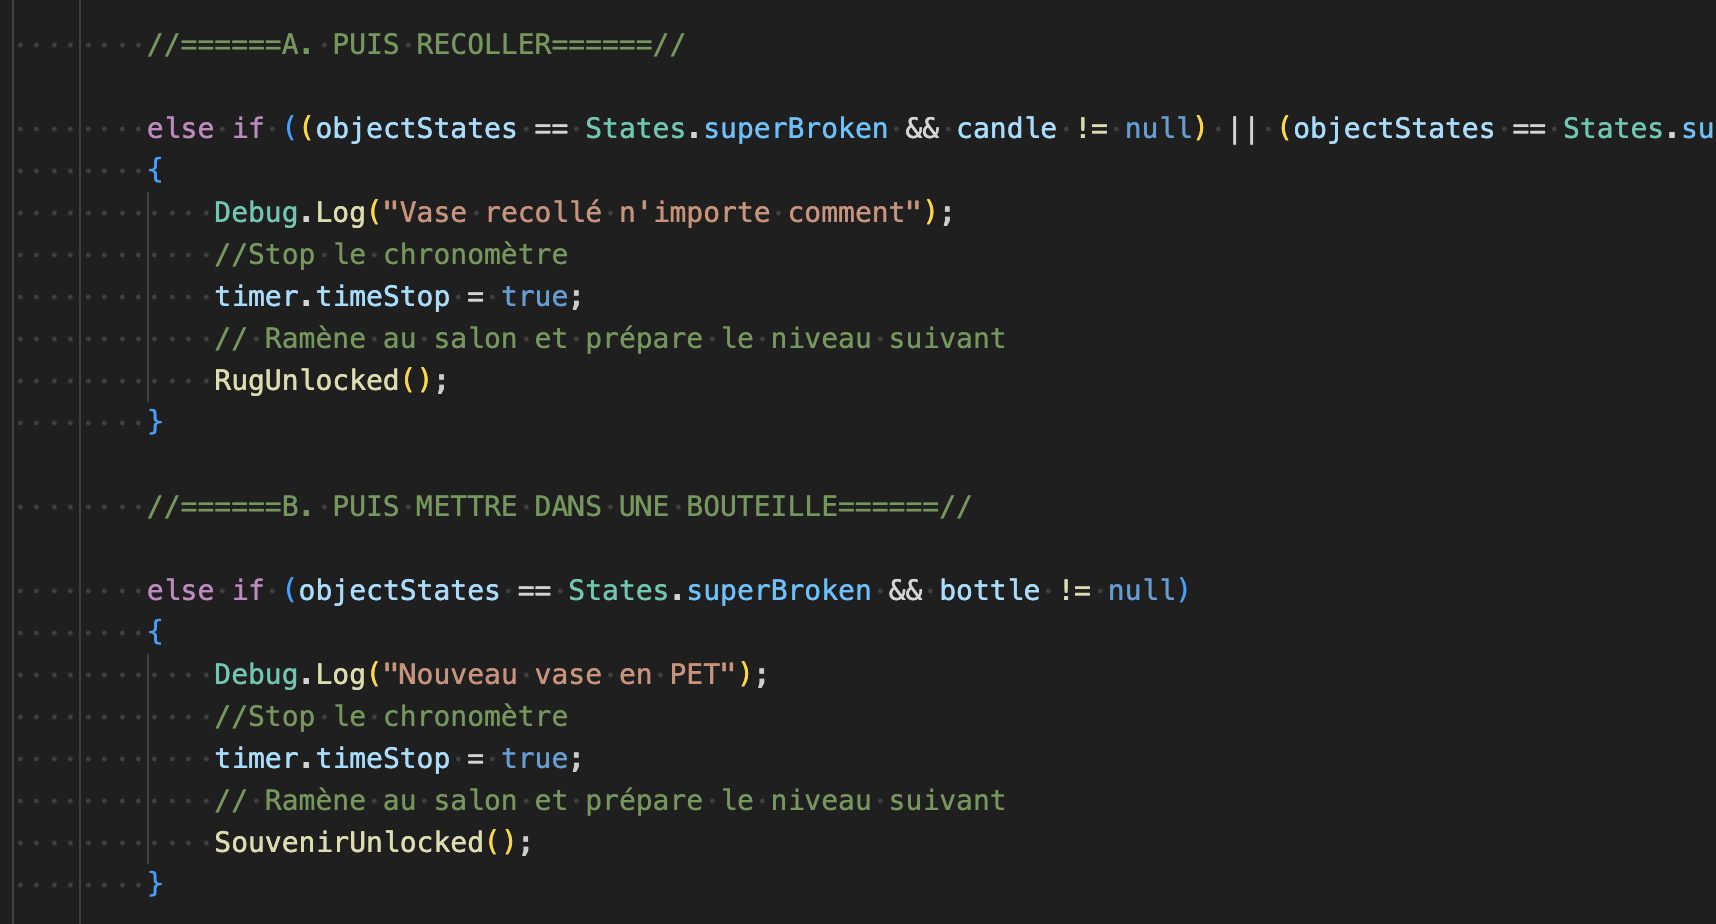 //======A. PUIS RECOLLER======//
else if ((objectStates == States.superBroken && candle != null) || (objectStates == States.su
{
Debug.Log("Vase recollé n'importe comment");
//Stop le chronomètre
timer.timeStop = true;
// Ramène au salon et prépare le niveau suivant
RugUnlocked();
}
//======B. PUIS METTRE DANS UNE BOUTEILLE======//
else if (objectStates == States.superBroken && bottle != null)
{
Debug.Log("Nouveau vase en PET");
//Stop le chronomètre
timer.timeStop = true;
// Ramène au salon et prépare le niveau suivant
SouvenirUnlocked();
}